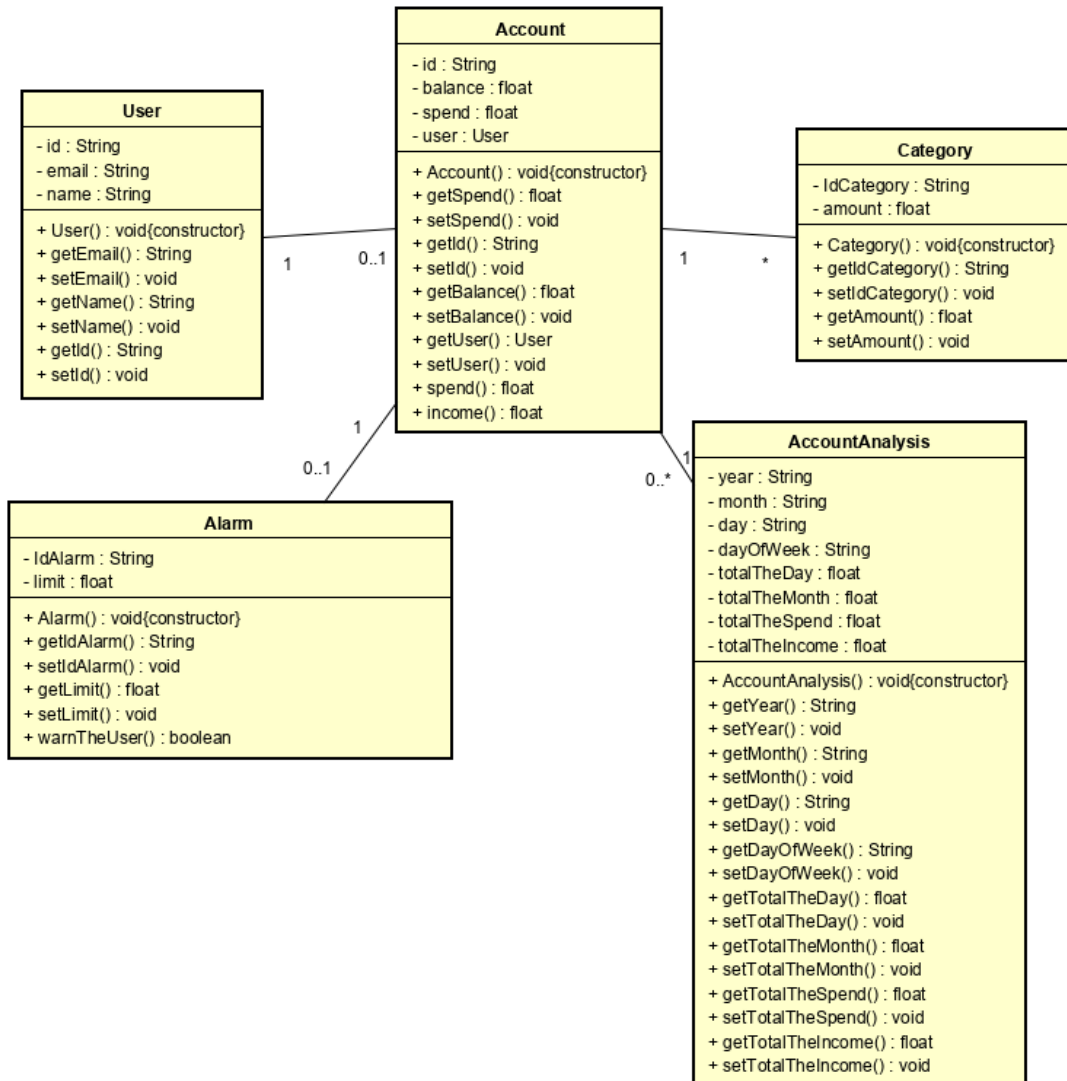 Account
- id : String
- balance : float
- spend : float
- user : User
+ Account() : void{constructor}
+ getSpend() : float
+ setSpend() : void
+ getId() : String
+ setId() : void
+ getBalance() : float
+ setBalance() : void
+ getUser() : User
+ setUser() : void
+ spend() : float
+ income() : float
User
- id : String
- email : String
- name : String
+ User() : void{constructor}
+ getEmail() : String
+ setEmail() : void
+ getName() : String
+ setName() : void
+ getId() : String
+ setId() : void
1
0..1
Category
- IdCategory : String
- amount : float
+ Category() : void{constructor}
+ getIdCategory() : String
+ setIdCategory() : void
+ getAmount() : float
+ setAmount() : void
1
*
1
0..1
1
0..*
Alarm
- IdAlarm : String
- limit : float
+ Alarm() : void{constructor}
+ getIdAlarm() : String
+ setIdAlarm() : void
+ getLimit() : float
+ setLimit() : void
+ warnTheUser() : boolean
AccountAnalysis
- year : String
- month : String
- day : String
- dayOfWeek : String
- totalTheDay : float
- totalTheMonth : float
- totalTheSpend : float
- totalTheIncome : float
+ AccountAnalysis() : void{constructor}
+ getYear() : String
+ setYear() : void
+ getMonth() : String
+ setMonth() : void
+ getDay() : String
+ setDay() : void
+ getDayOfWeek() : String
+ setDayOfWeek() : void
+ getTotalTheDay() : float
+ setTotalTheDay() : void
+ getTotalTheMonth() : float
+ setTotalTheMonth() : void
+ getTotalTheSpend() : float
+ setTotalTheSpend() : void
+ getTotalTheIncome() : float
+ setTotalTheIncome() : void